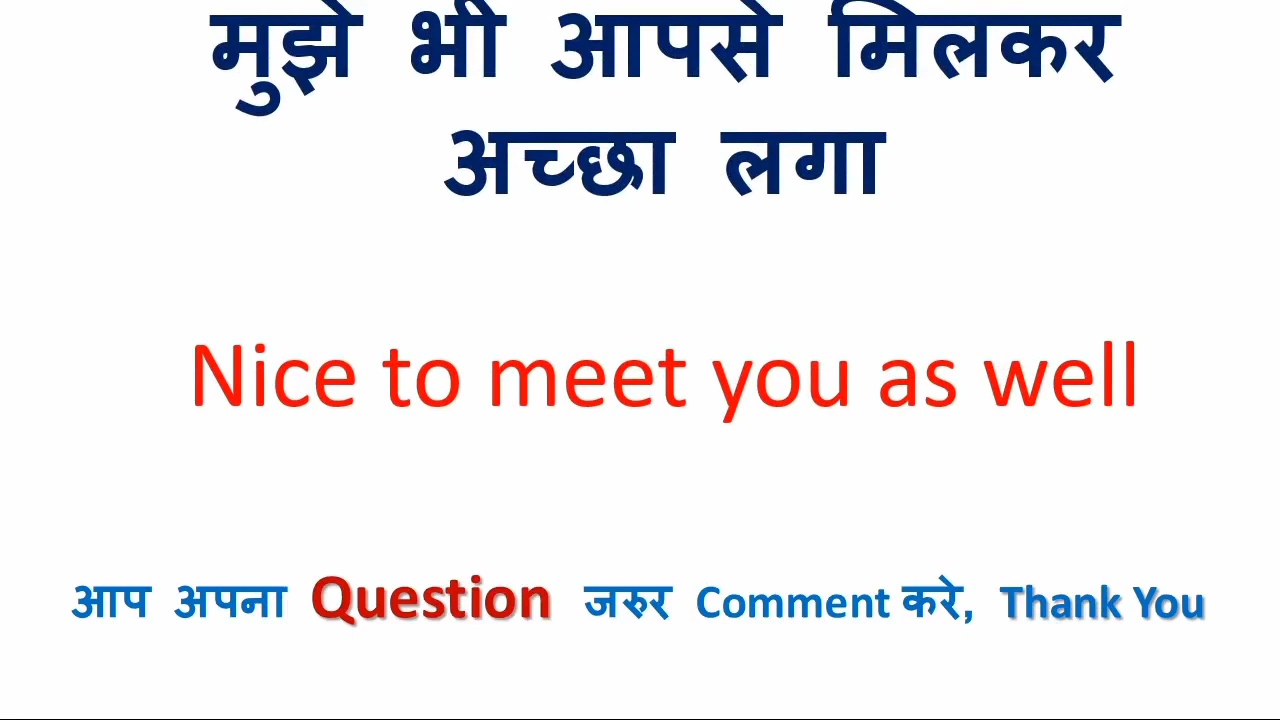 मुझे भी आपसे मिलकर
अच्छा लगा
Nice to meet you as well
आप अपना Question जरुर Comment करे, Thank You